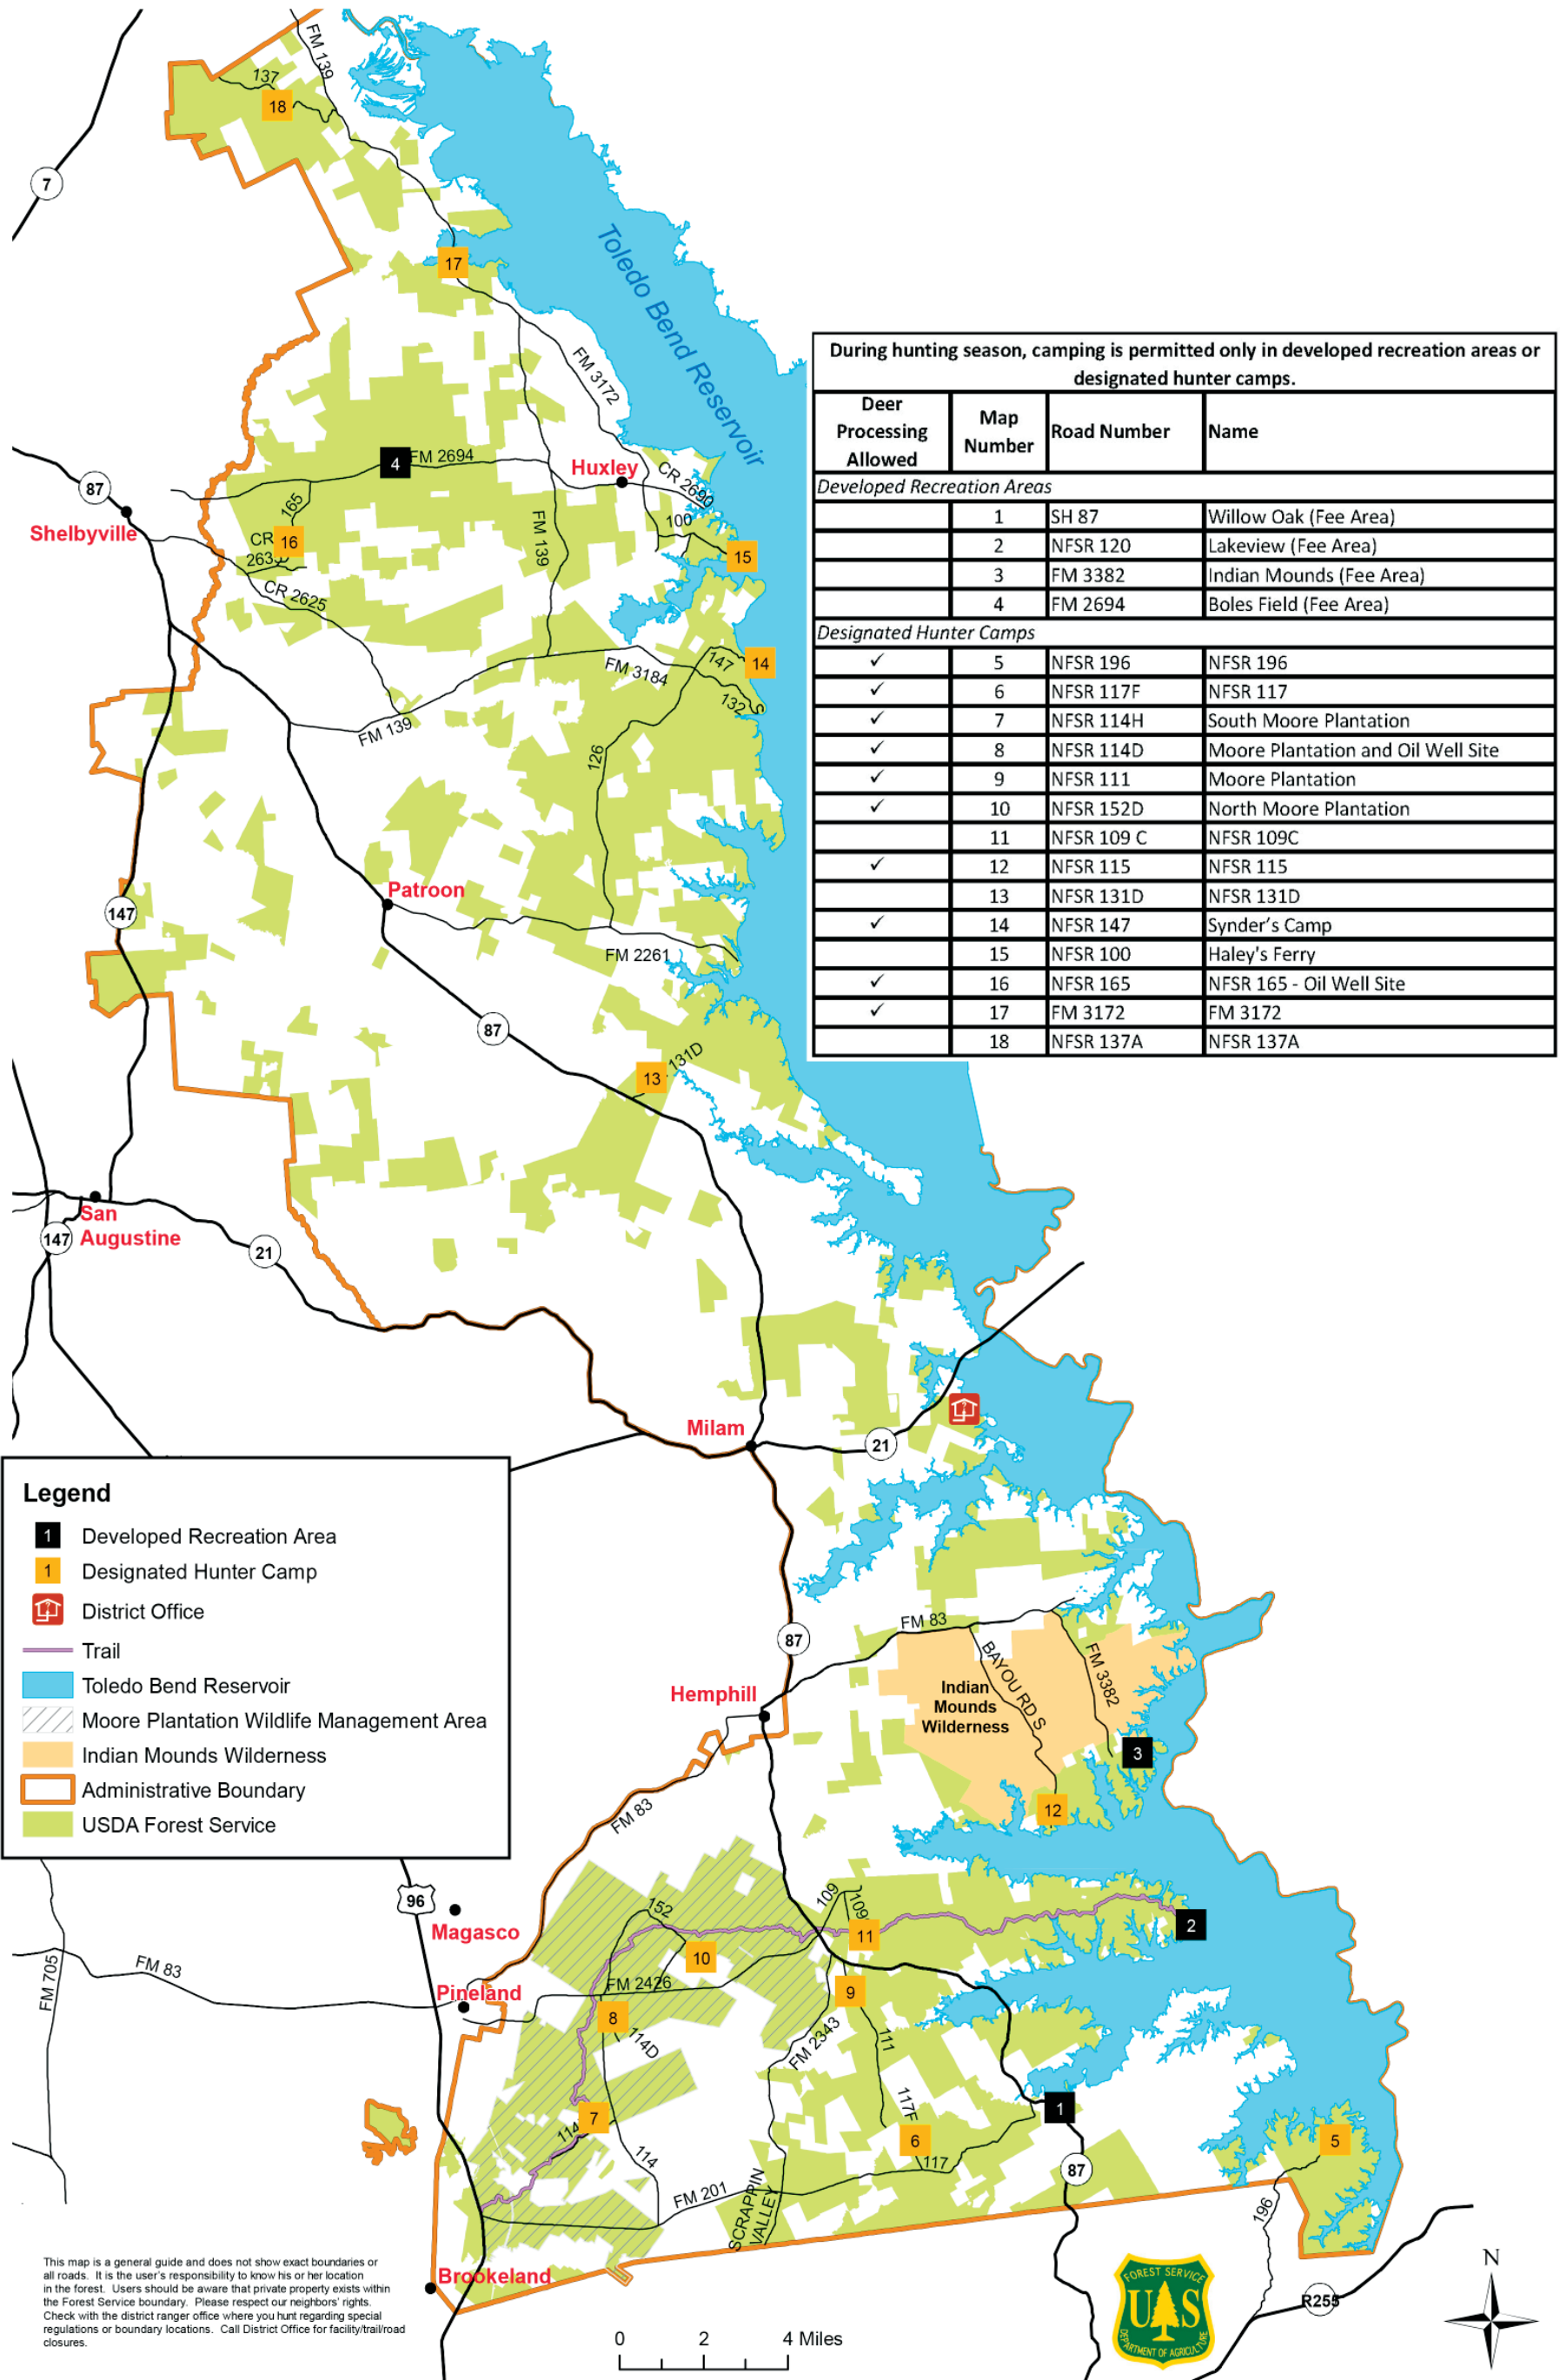 FM 139
137
18
7
17
Toledo Bend Reservoir
FM 3172
4
FM 2694
Huxley
CR 2690
87
165
100
Shelbyville
CR
16
263
FM 139
15
CR 2625
FM 3184
147
14
132
FM 139
126
Patroon
147
FM 2261
87
131D
13
San
Augustine
147
21
Milam
21
FM 83
87
BAYOU RD S
FM 3382
Indian
Mounds
Wilderness
Hemphill
3
12
FM 83
109
109
152
96
Magasco
2
11
10
FM 83
FM 705
FM 2426
Pineland
9
8
114D
FM 2343
111
117F
7
114
1
6
5
114
117
87
FM 201
SCRAPPIN
VALLEY
196
Brookeland
R255
During hunting season, camping is permitted only in developed recreation areas or
designated hunter camps.
Deer Processing Allowed Map Number Road Number Name
Developed Recreation Areas
1 SH 87 Willow Oak (Fee Area)
2 NFSR 120 Lakeview (Fee Area)
3 FM 3382 Indian Mounds (Fee Area)
4 FM 2694 Boles Field (Fee Area)
Designated Hunter Camps
✓ 5 NFSR 196 NFSR 196
✓ 6 NFSR 117F NFSR 117
✓ 7 NFSR 114H South Moore Plantation
✓ 8 NFSR 114D Moore Plantation and Oil Well Site
✓ 9 NFSR 111 Moore Plantation
✓ 10 NFSR 152D North Moore Plantation
11 NFSR 109 C NFSR 109C
✓ 12 NFSR 115 NFSR 115
13 NFSR 131D NFSR 131D
✓ 14 NFSR 147 Synder's Camp
15 NFSR 100 Haley's Ferry
✓ 16 NFSR 165 NFSR 165 - Oil Well Site
✓ 17 FM 3172 FM 3172
18 NFSR 137A NFSR 137A
Legend
1 Developed Recreation Area
1 Designated Hunter Camp
District Office
Trail
Toledo Bend Reservoir
Moore Plantation Wildlife Management Area
Indian Mounds Wilderness
Administrative Boundary
USDA Forest Service
This map is a general guide and does not show exact boundaries or
all roads. It is the user's responsibility to know his or her location
in the forest. Users should be aware that private property exists within
the Forest Service boundary. Please respect our neighbors' rights.
Check with the district ranger office where you hunt regarding special
regulations or boundary locations. Call District Office for facility/trail/road
closures.
0 2 4 Miles
FOREST SERVICE
U S
DEPARTMENT OF AGRICULTURE
N